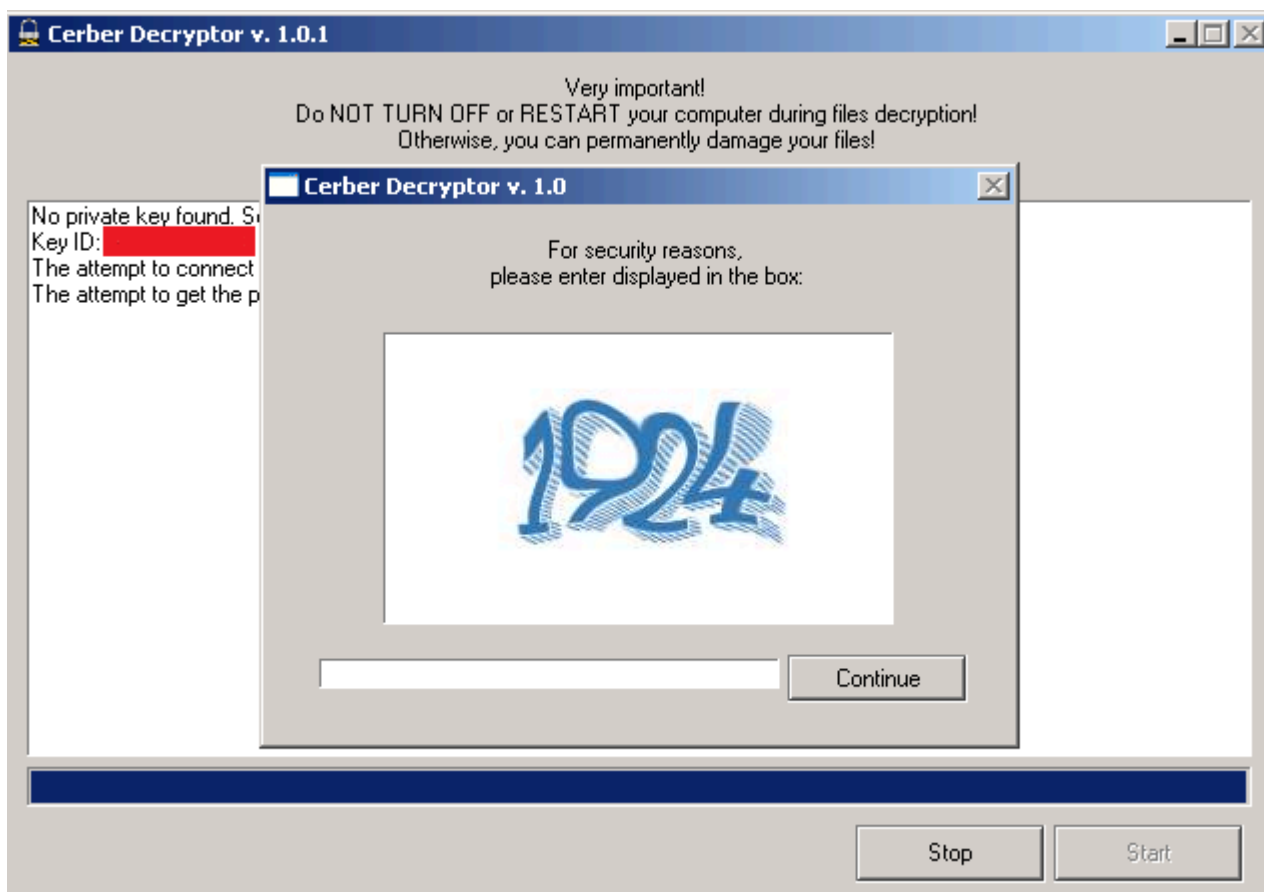 Cerber Decryptor v. 1.0.1
Very important!
Do NOT TURN OFF or RESTART your computer during files decryption!
Otherwise, you can permanently damage your files!
No private key found.
Key ID:
The attempt to connect
The attempt to get the
Cerber Decryptor v. 1.0
For security reasons,
please enter displayed in the box:
1924
Continue
Stop
Start